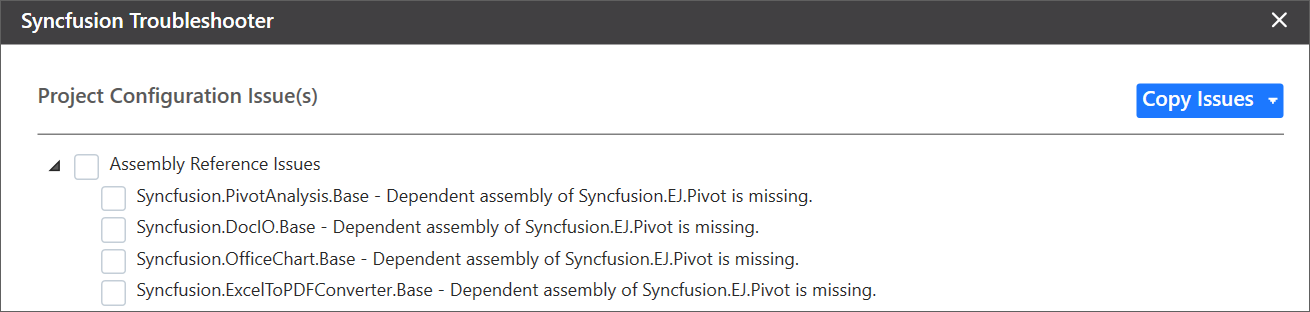 Syncfusion Troubleshooter
Project Configuration Issue(s)
Copy Issues
Assembly Reference Issues
Syncfusion.PivotAnalysis.Base - Dependent assembly of Syncfusion.EJ.Pivot is missing.
Syncfusion.DocIO.Base - Dependent assembly of Syncfusion.EJ.Pivot is missing.
Syncfusion.OfficeChart.Base - Dependent assembly of Syncfusion.EJ.Pivot is missing.
Syncfusion.ExcelToPDFConverter.Base - Dependent assembly of Syncfusion.EJ.Pivot is missing.